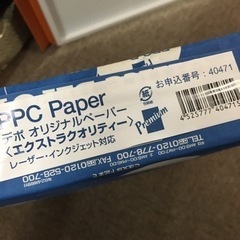 お申込番号: 40471
PPC Paper
デポ オリジナルペーパー
〈エクストラクオリティー〉
レーザー・インクジェット対応
Premium
TEL.0120-778-700
FAX.0120-528-700